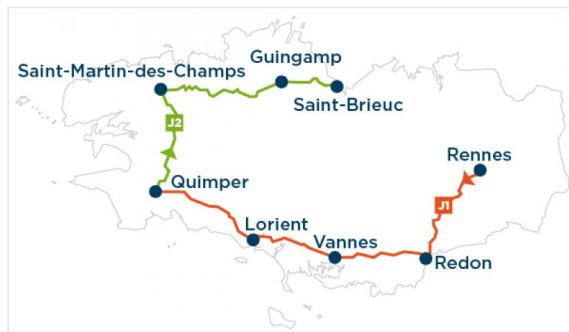 Guingamp
Saint-Martin-des-Champs
Saint-Brieuc
J2
Rennes
Quimper
J1
Lorient
Vannes
Redon